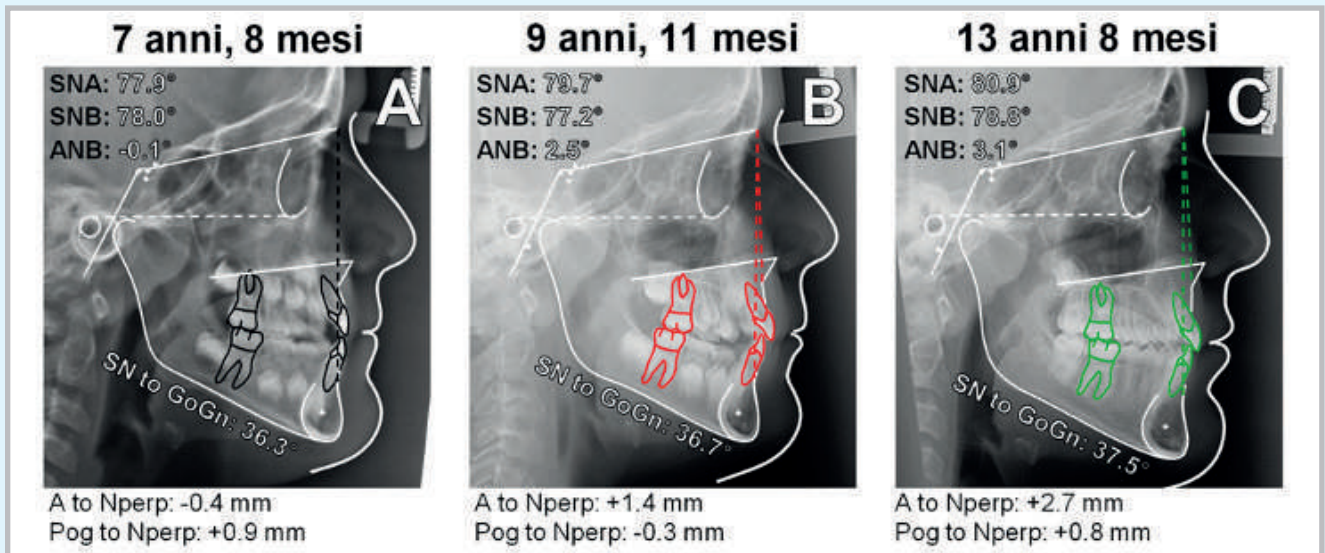 7 anni, 8 mesi
SNA: 77.9°
SNB: 78.0°
ANB: -0.1°
A
SN to GoGn: 36.3°
A to Nperp: -0.4 mm
Pog to Nperp: +0.9 mm
9 anni, 11 mesi
SNA: 79.7°
SNB: 77.2°
ANB: 2.5°
B
SN to GoGn: 36.7°
A to Nperp: +1.4 mm
Pog to Nperp: -0.3 mm
13 anni 8 mesi
SNA: 80.9°
SNB: 78.8°
ANB: 3.1°
C
SN to GoGn: 37.5°
A to Nperp: +2.7 mm
Pog to Nperp: +0.8 mm